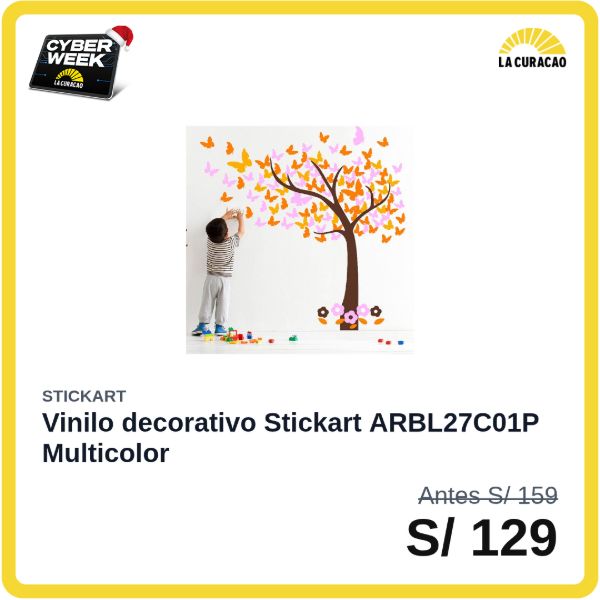 CYBER
WEEK
LA CURACAO
LA CURACAO
STICKART
Vinilo decorativo Stickart ARBL27C01P
Multicolor
Antes S/ 159
S/ 129